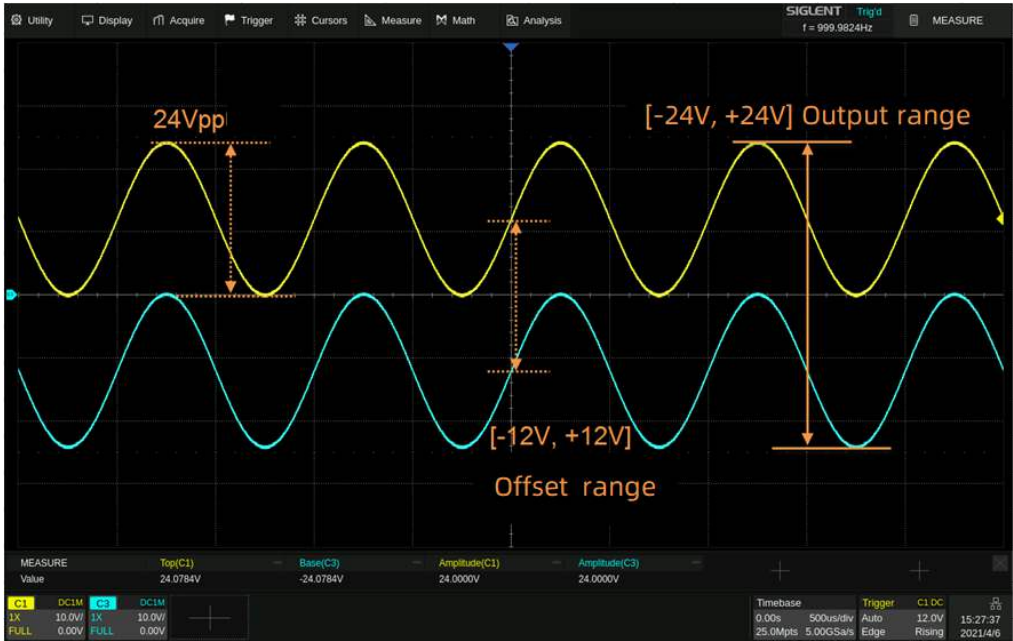 Utility Display Acquire Trigger Cursors Measure Math Analysis SIGLENT Trig'd MEASURE
f = 999.9824Hz
24Vpp
[-24V, +24V] Output range
[-12V, +12V]
Offset range
MEASURE Top(C1) Base(C3) Amplitude(C1) Amplitude(C3)
Value 24.0784V -24.0784V 24.0000V 24.0000V
C1 DC1M C3 DC1M Timebase Trigger C1 DC
1X 10.0V/ 1X 10.0V/ 0.00s 500us/div Auto 12.0V 15:27:37
FULL 0.00V FULL 0.00V 25.0Mpts 5.00GSa/s Edge Rising 2021/4/6